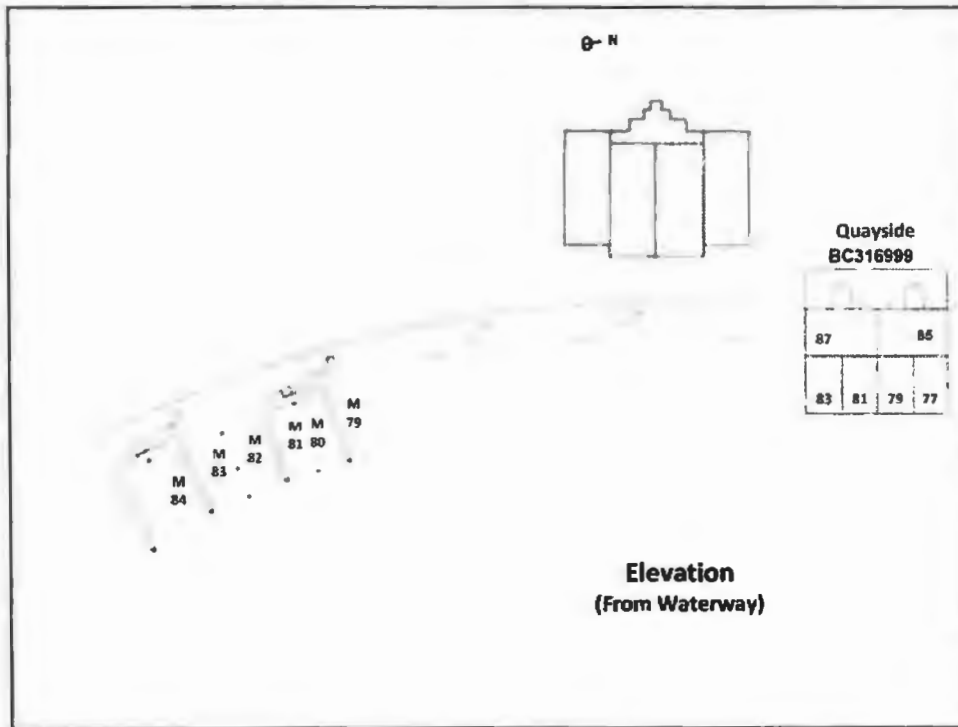 N
Quayside
BC316999
87 85
83 81 79 77
M
79
M
80
M
81
M
82
M
83
M
84
Elevation
(From Waterway)